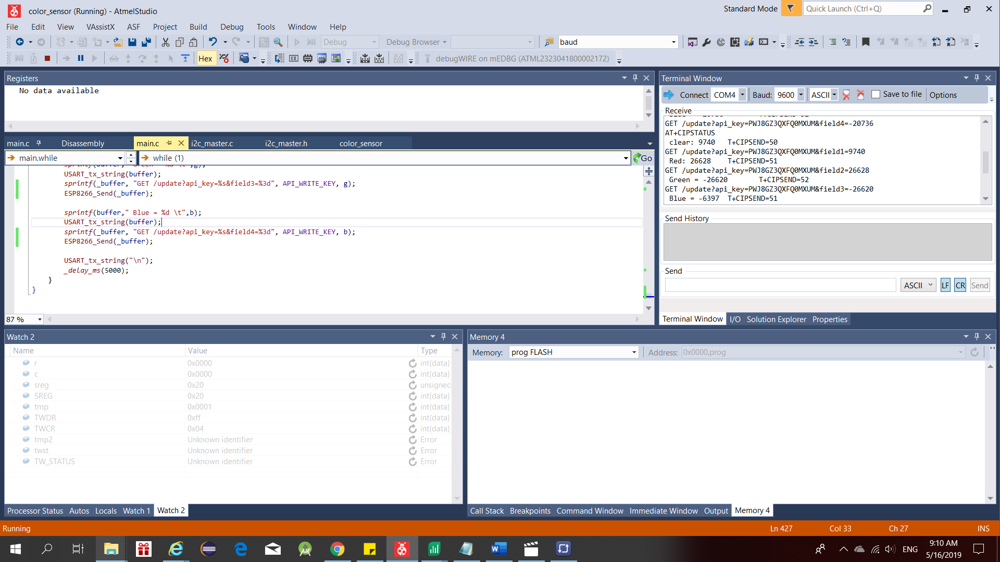 color_sensor (Running) - AtmelStudio
Standard Mode
Quick Launch (Ctrl+Q)
File Edit View VAssistX ASF Project Build Debug Tools Window Help
Debug
Debug Browser
baud
Hex
debugWIRE on mEDBG (ATML2323041800002172)
Registers
No data available
main.c Disassembly main.c i2c_master.c i2c_master.h color_sensor
main.while
while (1)
Go
USART_tx_string(buffer);
sprintf(_buffer, "GET /update?api_key=%s&field3=%3d", API_WRITE_KEY, g);
ESP8266_Send(_buffer);
sprintf(buffer," Blue = %d \t",b);
USART_tx_string(buffer);
sprintf(_buffer, "GET /update?api_key=%s&field4=%3d", API_WRITE_KEY, b);
ESP8266_Send(_buffer);
USART_tx_string("\n");
_delay_ms(5000);
}
}
87 %
Terminal Window
Connect COM4 Baud: 9600 ASCII Save to file Options
Receive
GET /update?api_key=PWJ8GZ3QXFQ0MXUM&field4=-20736
AT+CIPSTATUS
clear: 9740 T+CIPSEND=50
GET /update?api_key=PWJ8GZ3QXFQ0MXUM&field1=9740
Red: 26628 T+CIPSEND=51
GET /update?api_key=PWJ8GZ3QXFQ0MXUM&field2=26628
Green = -26620 T+CIPSEND=52
GET /update?api_key=PWJ8GZ3QXFQ0MXUM&field3=-26620
Blue = -6397 T+CIPSEND=51
Send History
Send
ASCII LF CR Send
Terminal Window I/O Solution Explorer Properties
Watch 2
Name Value Type
r 0x0000 int{data}
c 0x0000 int{data}
sreg 0x20 unsigned
SREG 0x20 int{data}
tmp 0x0001 int{data}
TWDR 0xff int{data}
TWCR 0x04 int{data}
tmp2 Unknown identifier Error
twst Unknown identifier Error
TW_STATUS Unknown identifier Error
Processor Status Autos Locals Watch 1 Watch 2
Memory 4
Memory: prog FLASH Address: 0x0000,prog
Call Stack Breakpoints Command Window Immediate Window Output Memory 4
Running
Ln 427 Col 33 Ch 27 INS
ENG
9:10 AM
5/16/2019